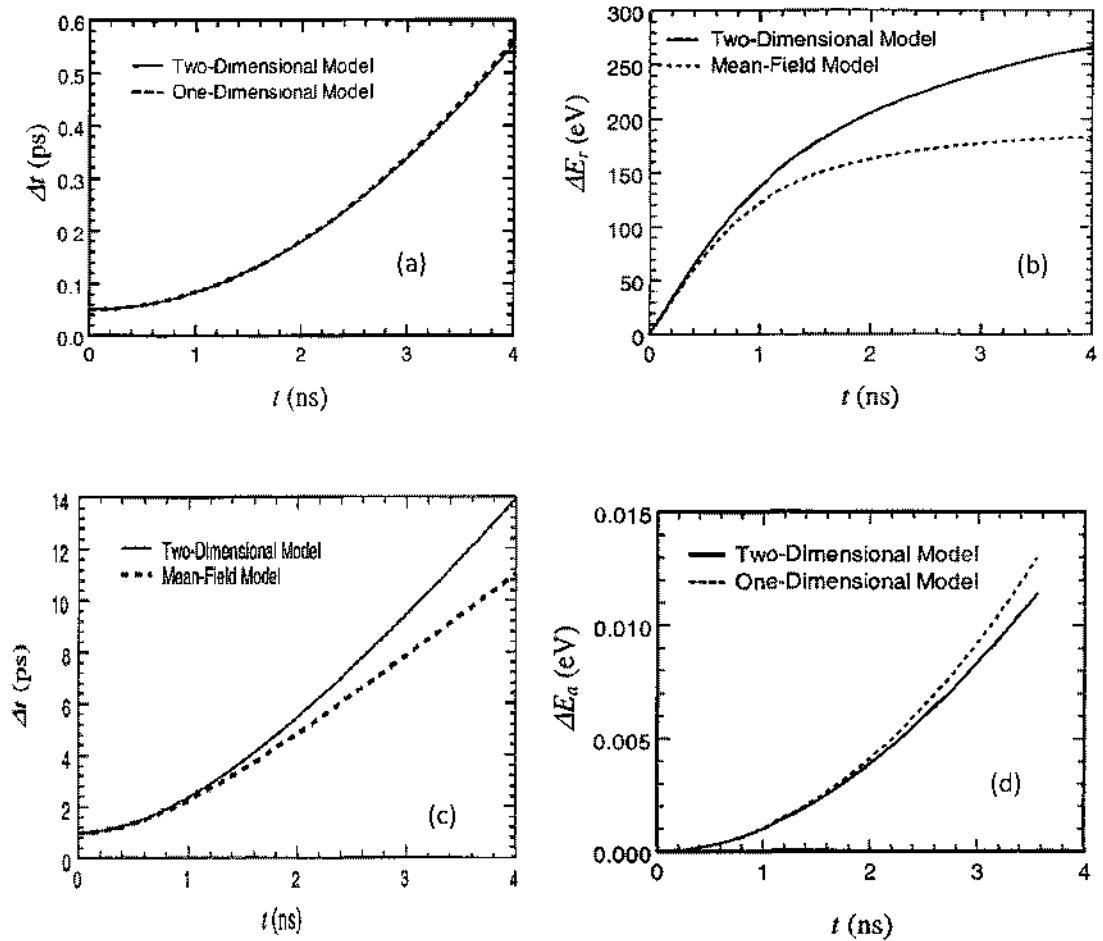 0.6
0.5
0.3
0.2
0.1
0.0
Δt (ps)
Two-Dimensional Model
One-Dimensional Model
(a)
0 1 2 3 4
t (ns)
300
250
200
150
100
50
0
ΔE_r (eV)
Two-Dimensional Model
Mean-Field Model
(b)
0 1 2 3 4
t (ns)
14
12
10
8
6
4
2
0
Δt (ps)
Two-Dimensional Model
Mean-Field Model
(c)
0 1 2 3 4
t (ns)
0.015
0.010
0.005
0.000
ΔE_a (eV)
Two-Dimensional Model
One-Dimensional Model
(d)
0 1 2 3 4
t (ns)